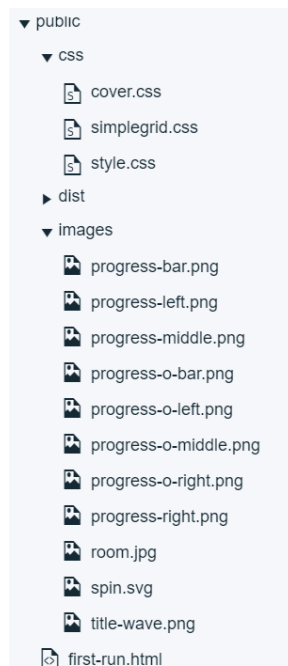 public
css
cover.css
simplegrid.css
style.css
dist
images
progress-bar.png
progress-left.png
progress-middle.png
progress-o-bar.png
progress-o-left.png
progress-o-middle.png
progress-o-right.png
progress-right.png
room.jpg
spin.svg
title-wave.png
first-run.html